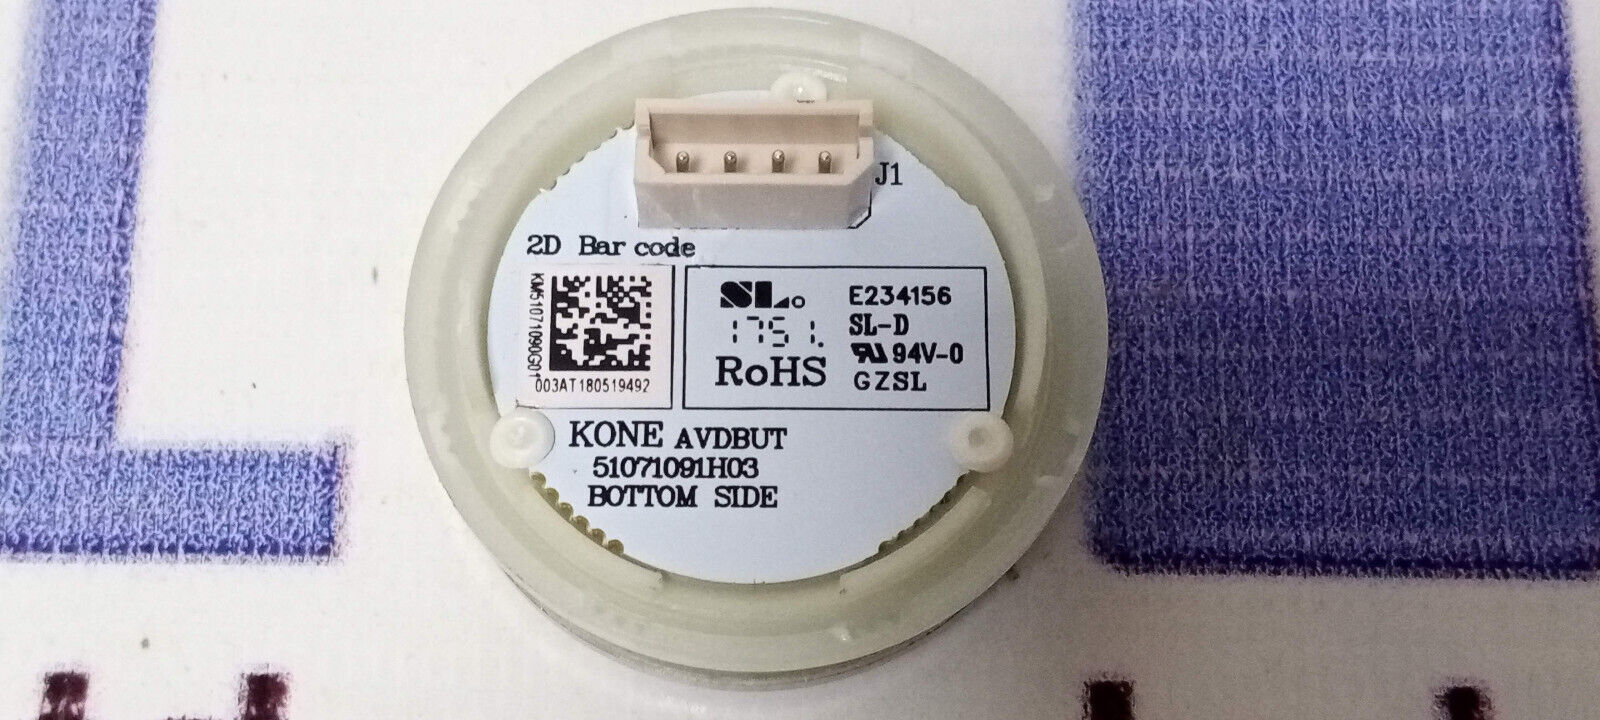 J1
2D Bar code
KM51071090G01
003AT180519492
SL.
1751.
RoHS
E234156
SL-D
94V-0
GZSL
KONE AVDBUT
51071091H03
BOTTOM SIDE